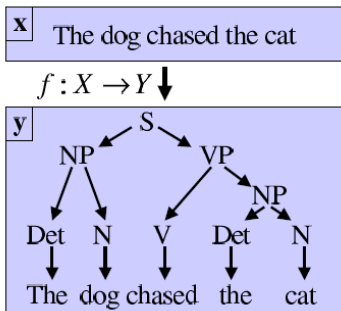 x
The dog chased the cat
f : X → Y
y
S
NP VP
NP
Det N V Det N
The dog chased the cat